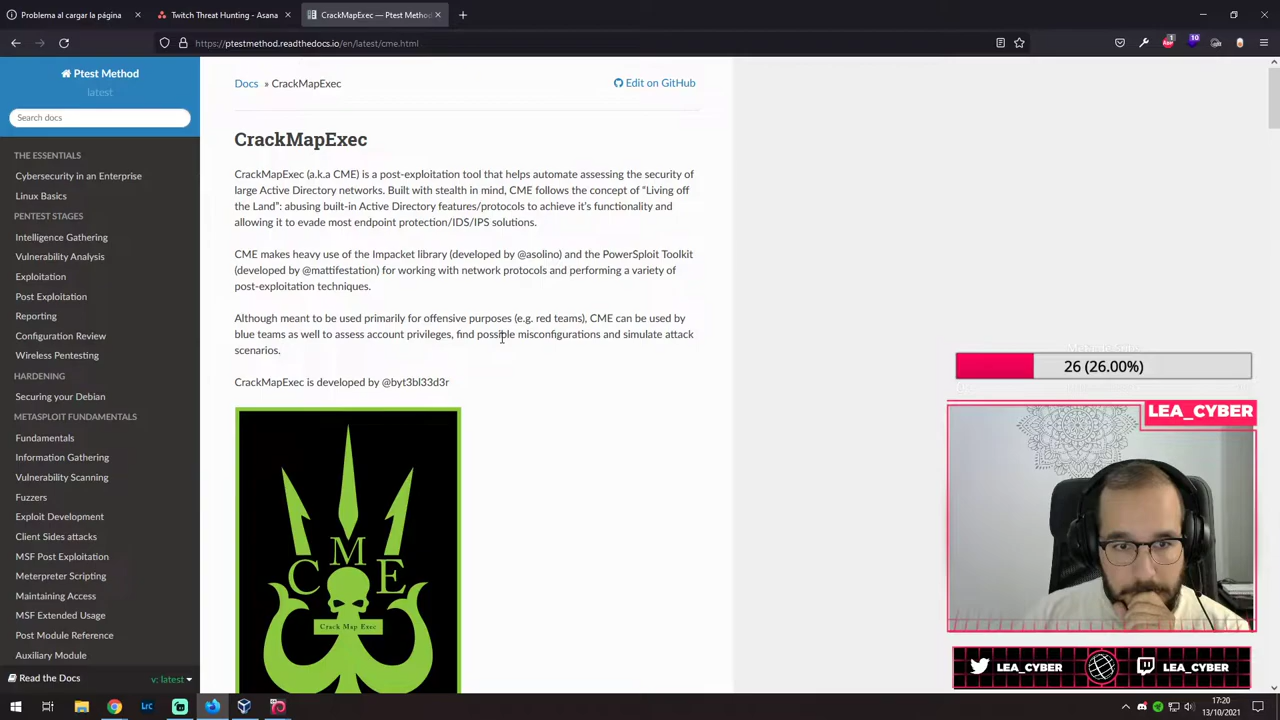 Problema al cargar la página
Twitch Threat Hunting - Asana
CrackMapExec — Ptest Method
https://ptestmethod.readthedocs.io/en/latest/cme.html
10
Ptest Method
latest
Search docs
THE ESSENTIALS
Cybersecurity in an Enterprise
Linux Basics
PENTEST STAGES
Intelligence Gathering
Vulnerability Analysis
Exploitation
Post Exploitation
Reporting
Configuration Review
Wireless Pentesting
HARDENING
Securing your Debian
METASPLOIT FUNDAMENTALS
Fundamentals
Information Gathering
Vulnerability Scanning
Fuzzers
Exploit Development
Client Sides attacks
MSF Post Exploitation
Meterpreter Scripting
Maintaining Access
MSF Extended Usage
Post Module Reference
Auxiliary Module
Read the Docs
v: latest
Docs » CrackMapExec
Edit on GitHub
CrackMapExec
CrackMapExec (a.k.a CME) is a post-exploitation tool that helps automate assessing the security of
large Active Directory networks. Built with stealth in mind, CME follows the concept of “Living off
the Land”: abusing built-in Active Directory features/protocols to achieve it’s functionality and
allowing it to evade most endpoint protection/IDS/IPS solutions.
CME makes heavy use of the Impacket library (developed by @asolino) and the PowerSploit Toolkit
(developed by @mattifestation) for working with network protocols and performing a variety of
post-exploitation techniques.
Although meant to be used primarily for offensive purposes (e.g. red teams), CME can be used by
blue teams as well to assess account privileges, find possible misconfigurations and simulate attack
scenarios.
CrackMapExec is developed by @byt3bl33d3r
CME
Crack Map Exec
26 (26.00%)
LEA_CYBER
LEA_CYBER
LEA_CYBER
Lrc
17:20
13/10/2021